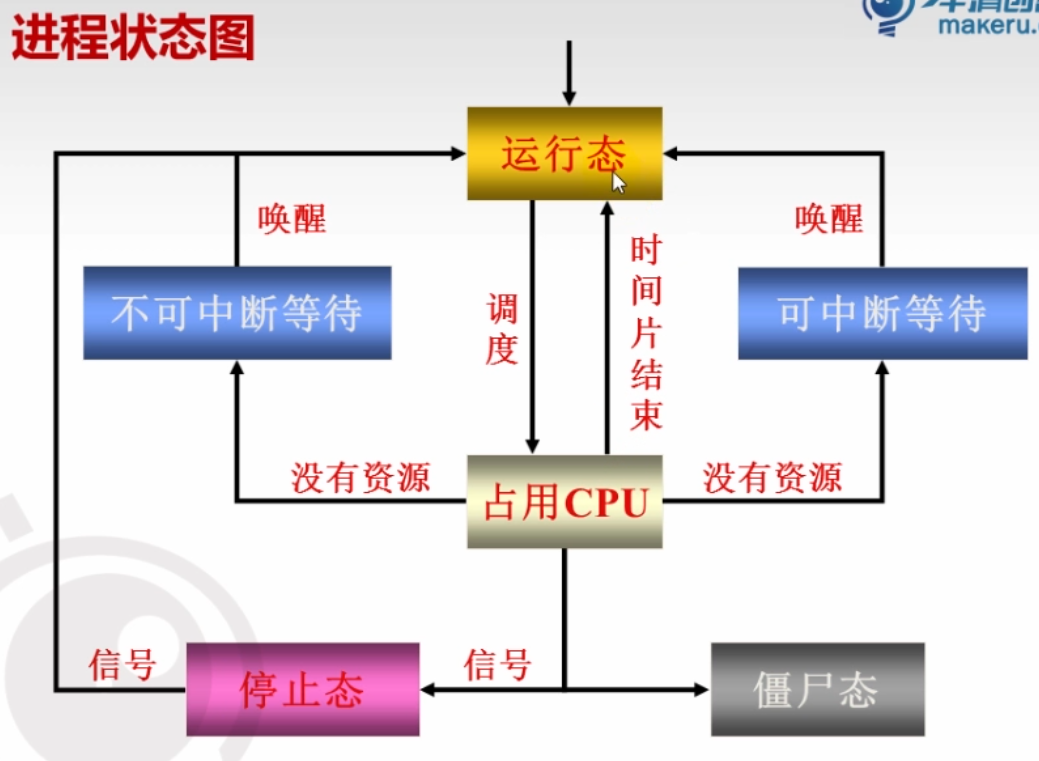 进程状态图
makeru.
运行态
唤醒
唤醒
不可中断等待
调度
时间片结束
可中断等待
没有资源
占用CPU
没有资源
信号
停止态
信号
僵尸态